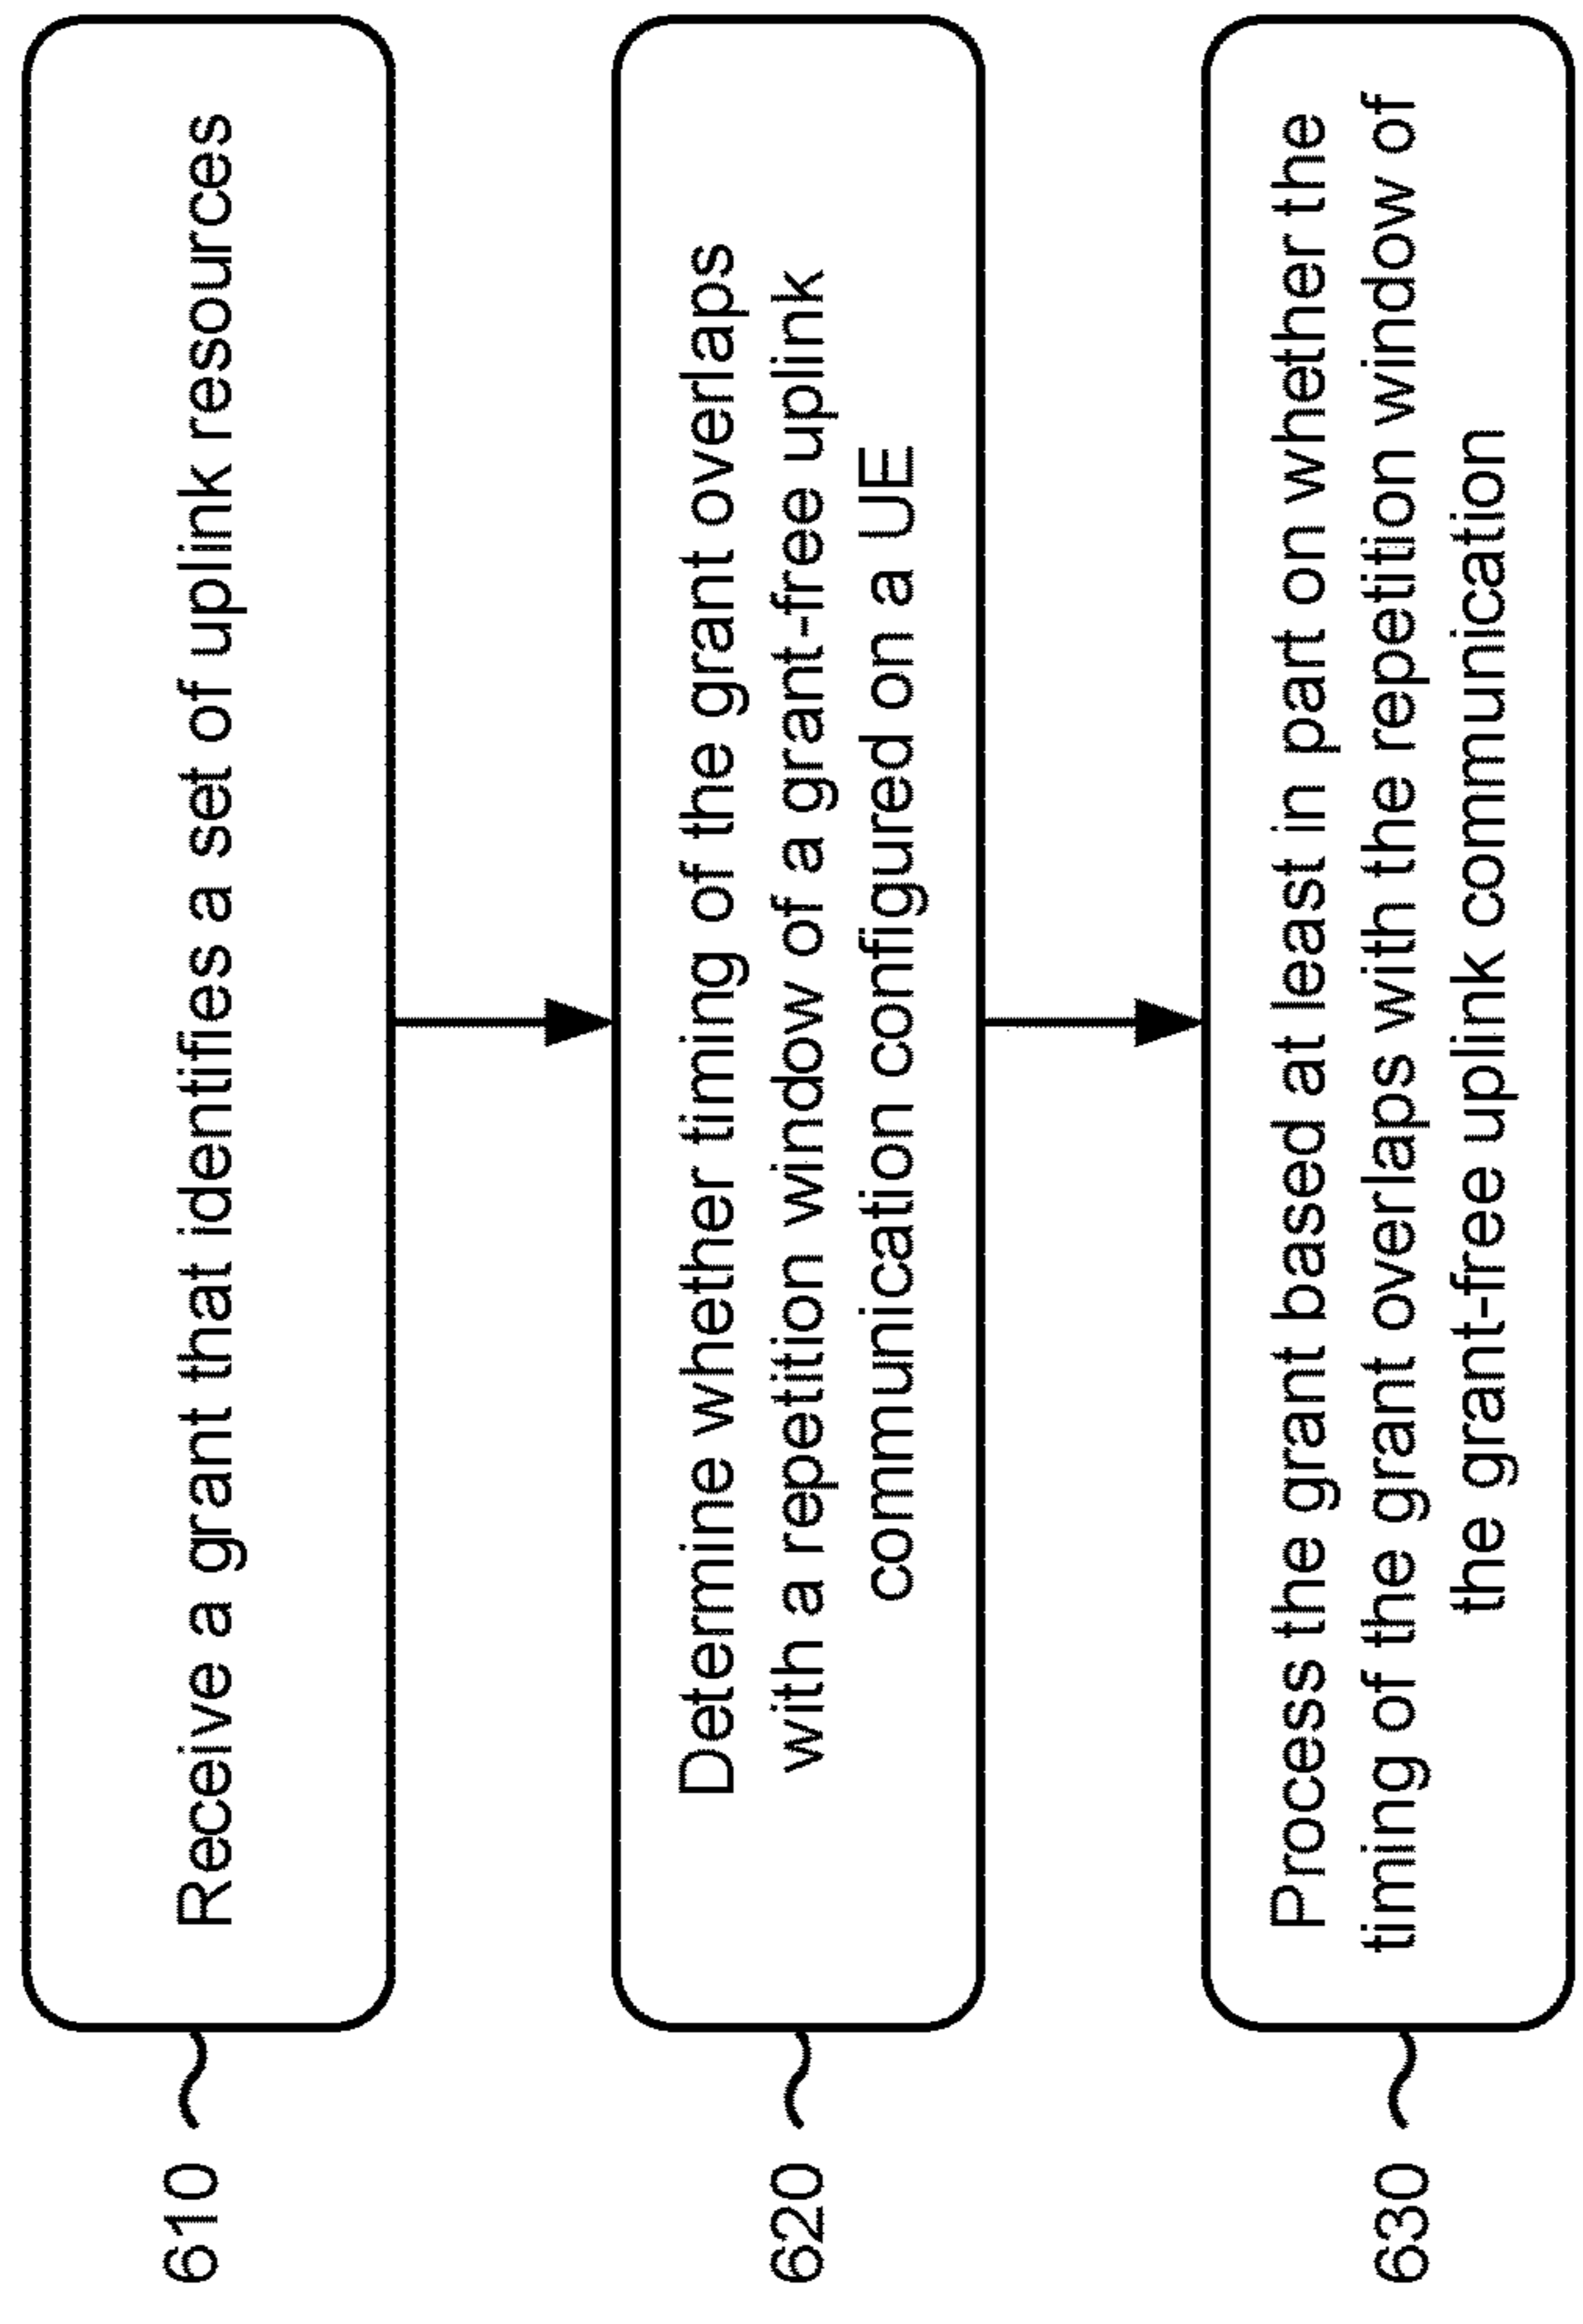 610
Receive a grant that identifies a set of uplink resources
620
Determine whether timing of the grant overlaps
with a repetition window of a grant-free uplink
communication configured on a UE
630
Process the grant based at least in part on whether the
timing of the grant overlaps with the repetition window of
the grant-free uplink communication